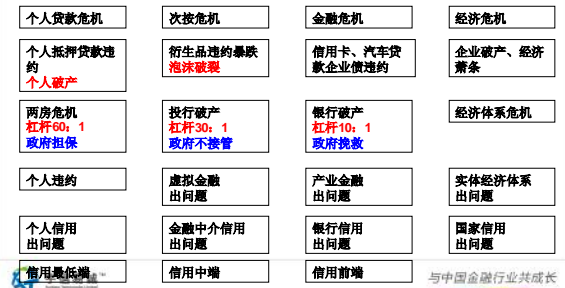 个人贷款危机
次按危机
金融危机
经济危机
个人抵押贷款违
约
个人破产
衍生品违约暴跌
泡沫破裂
信用卡、汽车贷
款企业债违约
企业破产、经济
萧条
两房危机
杠杆60：1
政府担保
投行破产
杠杆30：1
政府不接管
银行破产
杠杆10：1
政府挽救
经济体系危机
个人违约
虚拟金融
出问题
产业金融
出问题
实体经济体系
出问题
个人信用
出问题
金融中介信用
出问题
银行信用
出问题
国家信用
出问题
信用最低端
信用中端
信用前端
与中国金融行业共成长